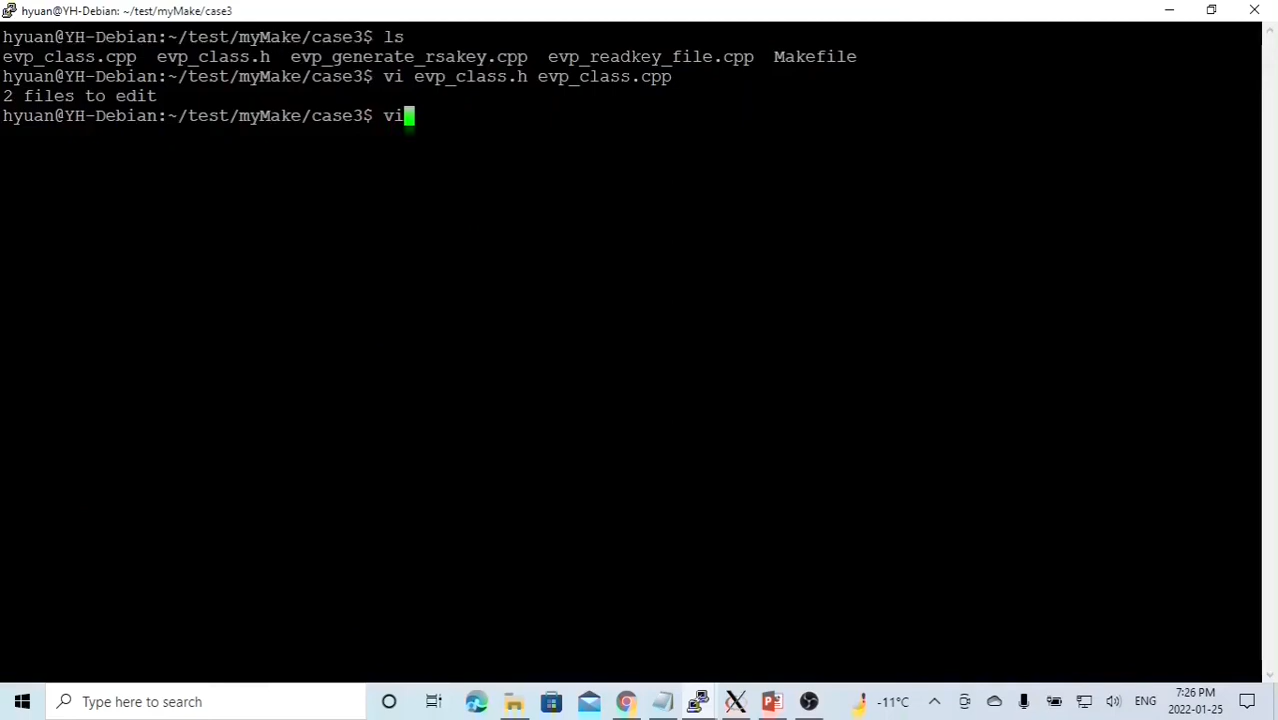 hyuan@YH-Debian: ~/test/myMake/case3
hyuan@YH-Debian:~/test/myMake/case3$ ls
evp_class.cpp  evp_class.h  evp_generate_rsakey.cpp  evp_readkey_file.cpp  Makefile
hyuan@YH-Debian:~/test/myMake/case3$ vi evp_class.h evp_class.cpp
2 files to edit
hyuan@YH-Debian:~/test/myMake/case3$ vi
Type here to search
-11°C
ENG
7:26 PM
2022-01-25